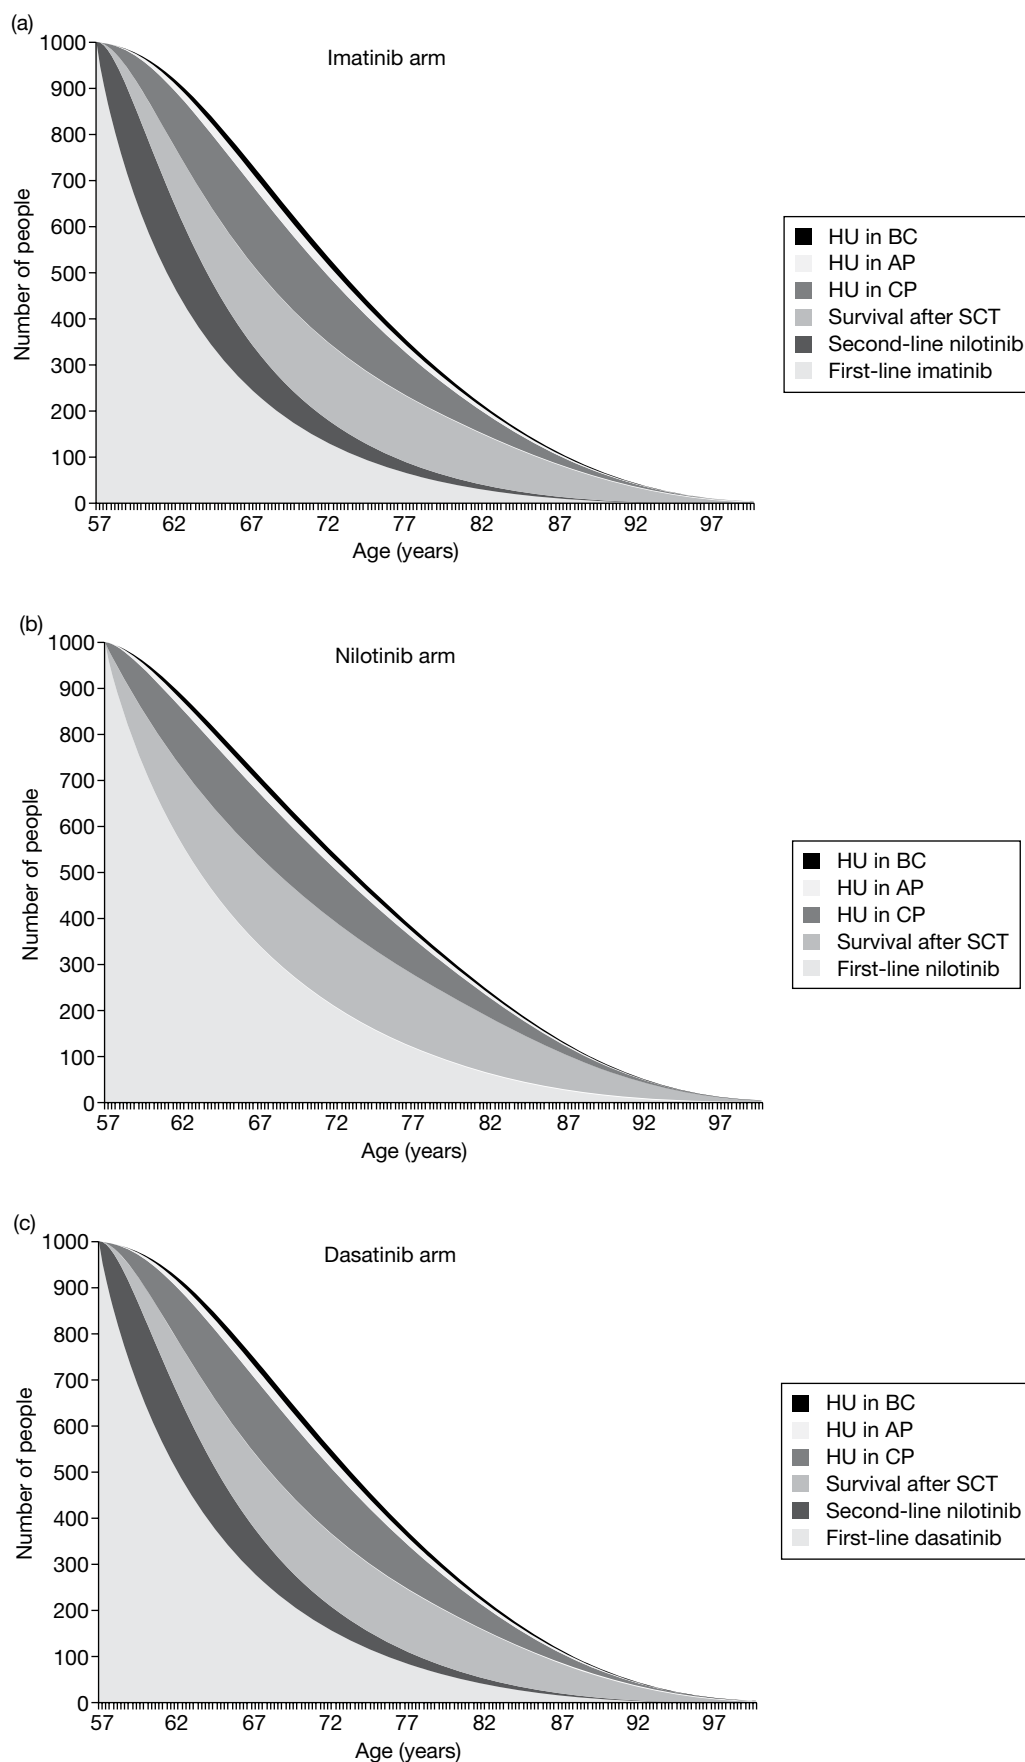 (a)
Imatinib arm
Number of people
1000
900
800
700
600
500
400
300
200
100
0
57 62 67 72 77 82 87 92 97
Age (years)
HU in BC
HU in AP
HU in CP
Survival after SCT
Second-line nilotinib
First-line imatinib
(b)
Nilotinib arm
Number of people
1000
900
800
700
600
500
400
300
200
100
0
57 62 67 72 77 82 87 92 97
Age (years)
HU in BC
HU in AP
HU in CP
Survival after SCT
First-line nilotinib
(c)
Dasatinib arm
Number of people
1000
900
800
700
600
500
400
300
200
100
0
57 62 67 72 77 82 87 92 97
Age (years)
HU in BC
HU in AP
HU in CP
Survival after SCT
Second-line nilotinib
First-line dasatinib